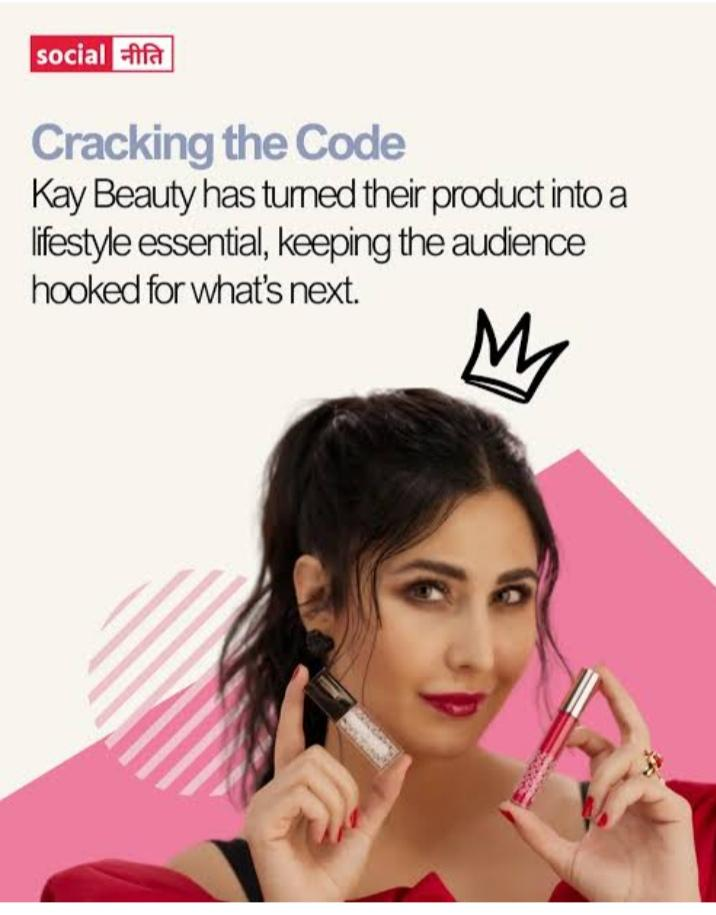 social नीति
Cracking the Code
Kay Beauty has turned their product into a
lifestyle essential, keeping the audience
hooked for what's next.